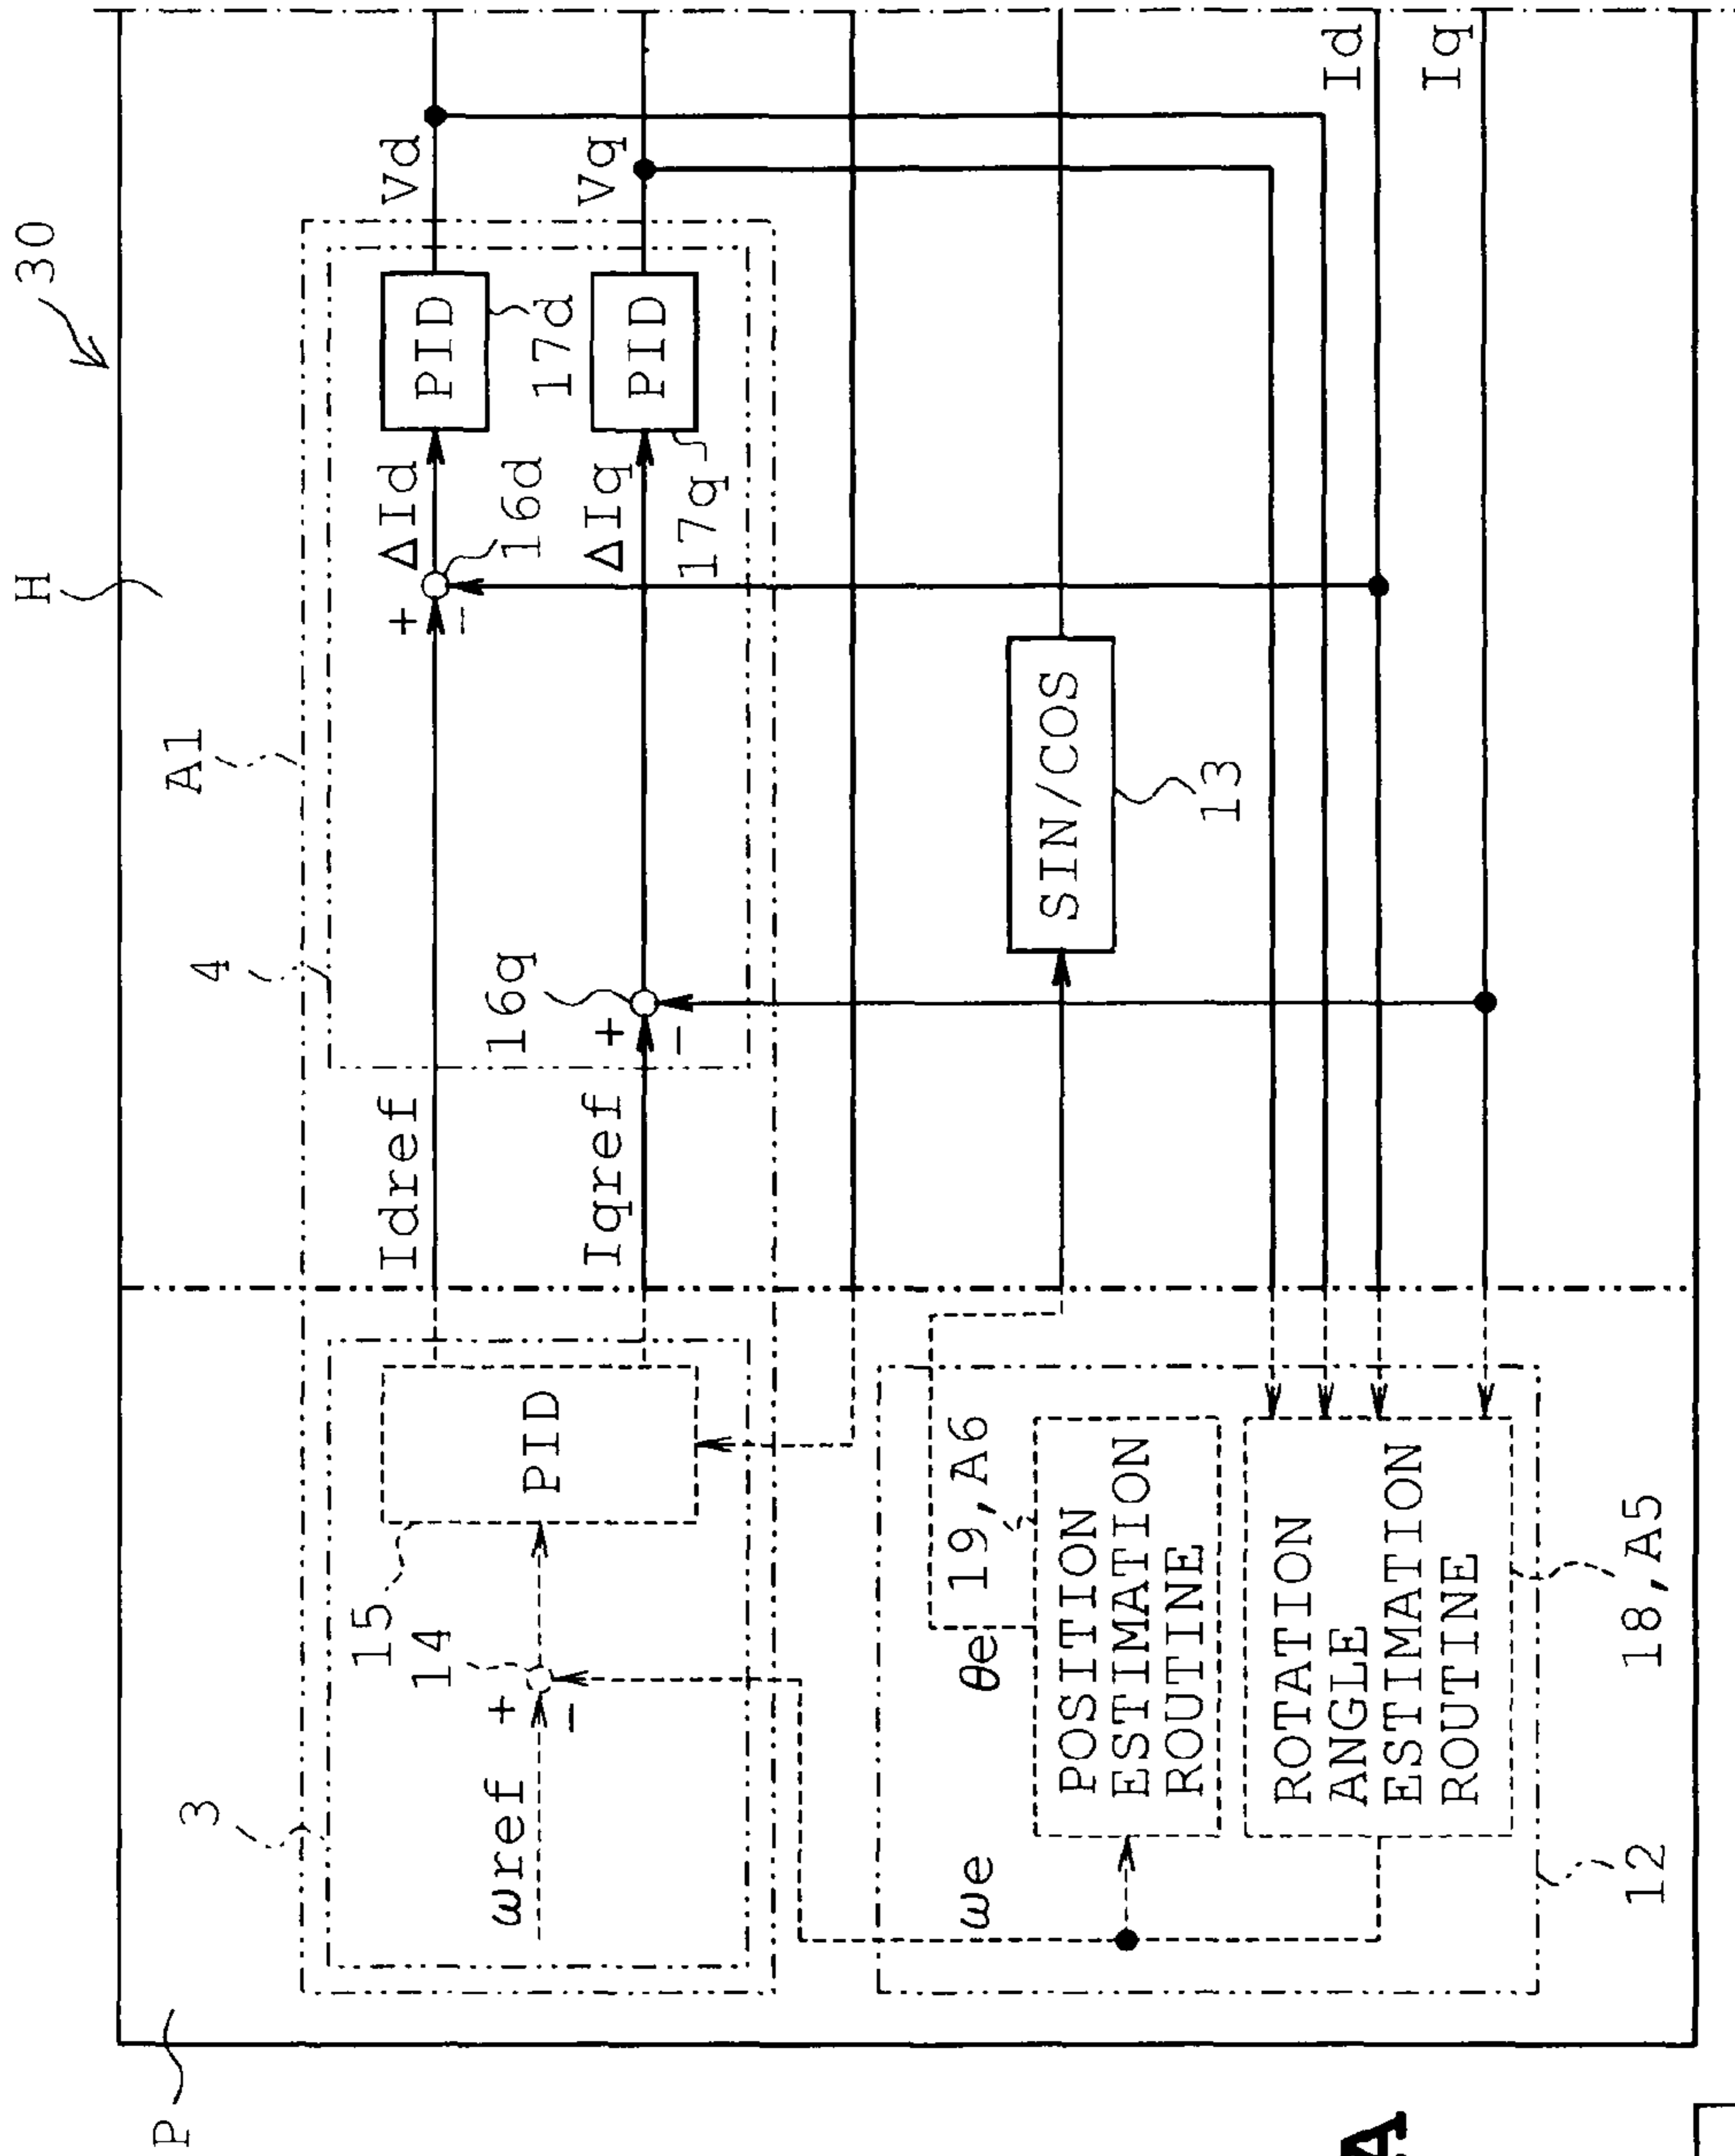 30
H
P
A1
4
3
Vd
Vq
PID
17d
PID
17q
ΔId
16d
ΔIq
16q
+
−
+
−
Idref
Iqref
PID
15
14
+
−
ωref
SIN/COS
13
Id
Iq
θe
19,A6
POSITION
ESTIMATION
ROUTINE
ROTATION
ANGLE
ESTIMATION
ROUTINE
18,A5
ωe
12
A